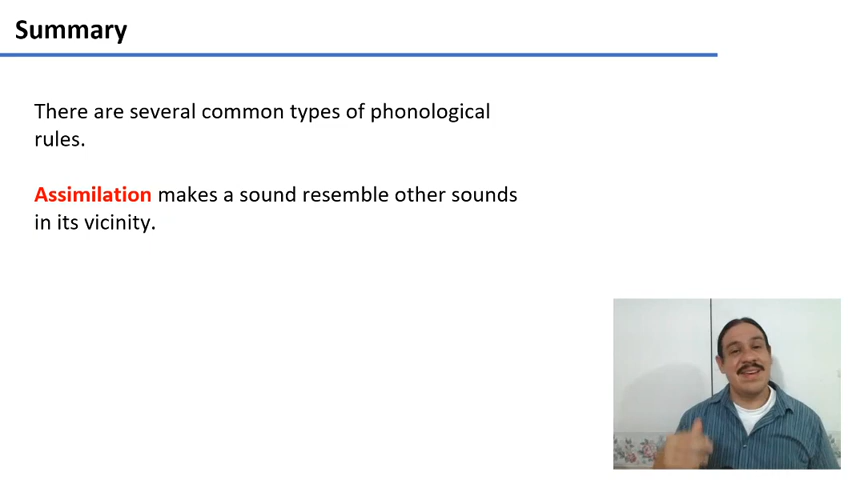 Summary
There are several common types of phonological
rules.
Assimilation makes a sound resemble other sounds
in its vicinity.